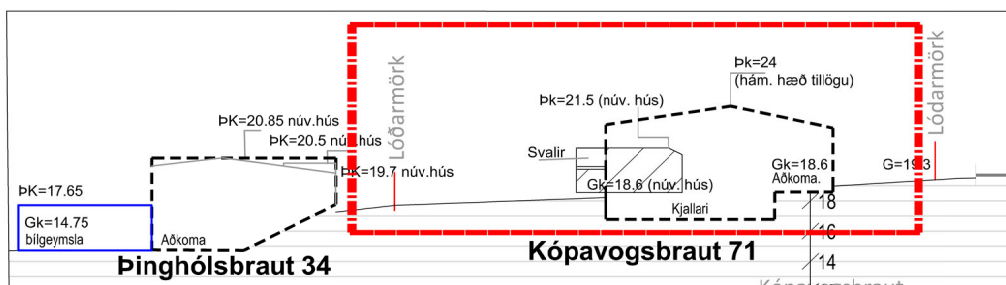 Þk=24
(hám. hæð tillögu)
Þk=21.5 (núv. hús)
ÞK=20.85 núv.hús
ÞK=20.5 núv.hús
ÞK=19.7 núv.hús
Lóðarmörk
Lódarmörk
Svalir
Gk=18.6 (núv. hús)
Gk=18.6
Aðkoma.
G=19.3
ÞK=17.65
Gk=14.75
bílgeymsla
Aðkoma
Kjallari
18
16
14
Þinghólsbraut 34
Kópavogsbraut 71